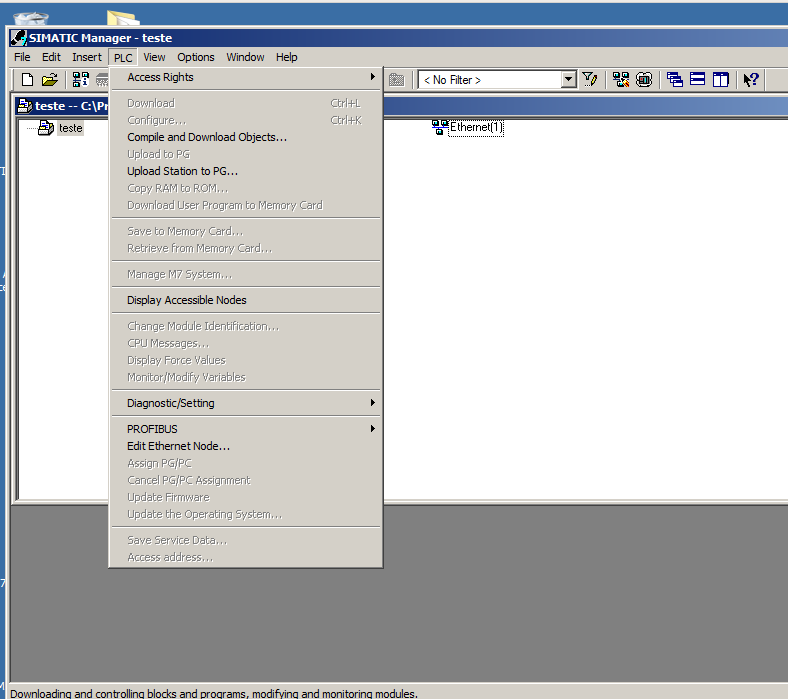 SIMATIC Manager - teste
File Edit Insert PLC View Options Window Help
< No Filter >
teste -- C:\Pr
teste
Ethernet(1)
Access Rights
Download Ctrl+L
Configure... Ctrl+K
Compile and Download Objects...
Upload to PG
Upload Station to PG...
Copy RAM to ROM...
Download User Program to Memory Card
Save to Memory Card...
Retrieve from Memory Card...
Manage M7 System...
Display Accessible Nodes
Change Module Identification...
CPU Messages...
Display Force Values
Monitor/Modify Variables
Diagnostic/Setting
PROFIBUS
Edit Ethernet Node...
Assign PG/PC
Cancel PG/PC Assignment
Update Firmware
Update the Operating System...
Save Service Data...
Access address...
Downloading and controlling blocks and programs, modifying and monitoring modules.